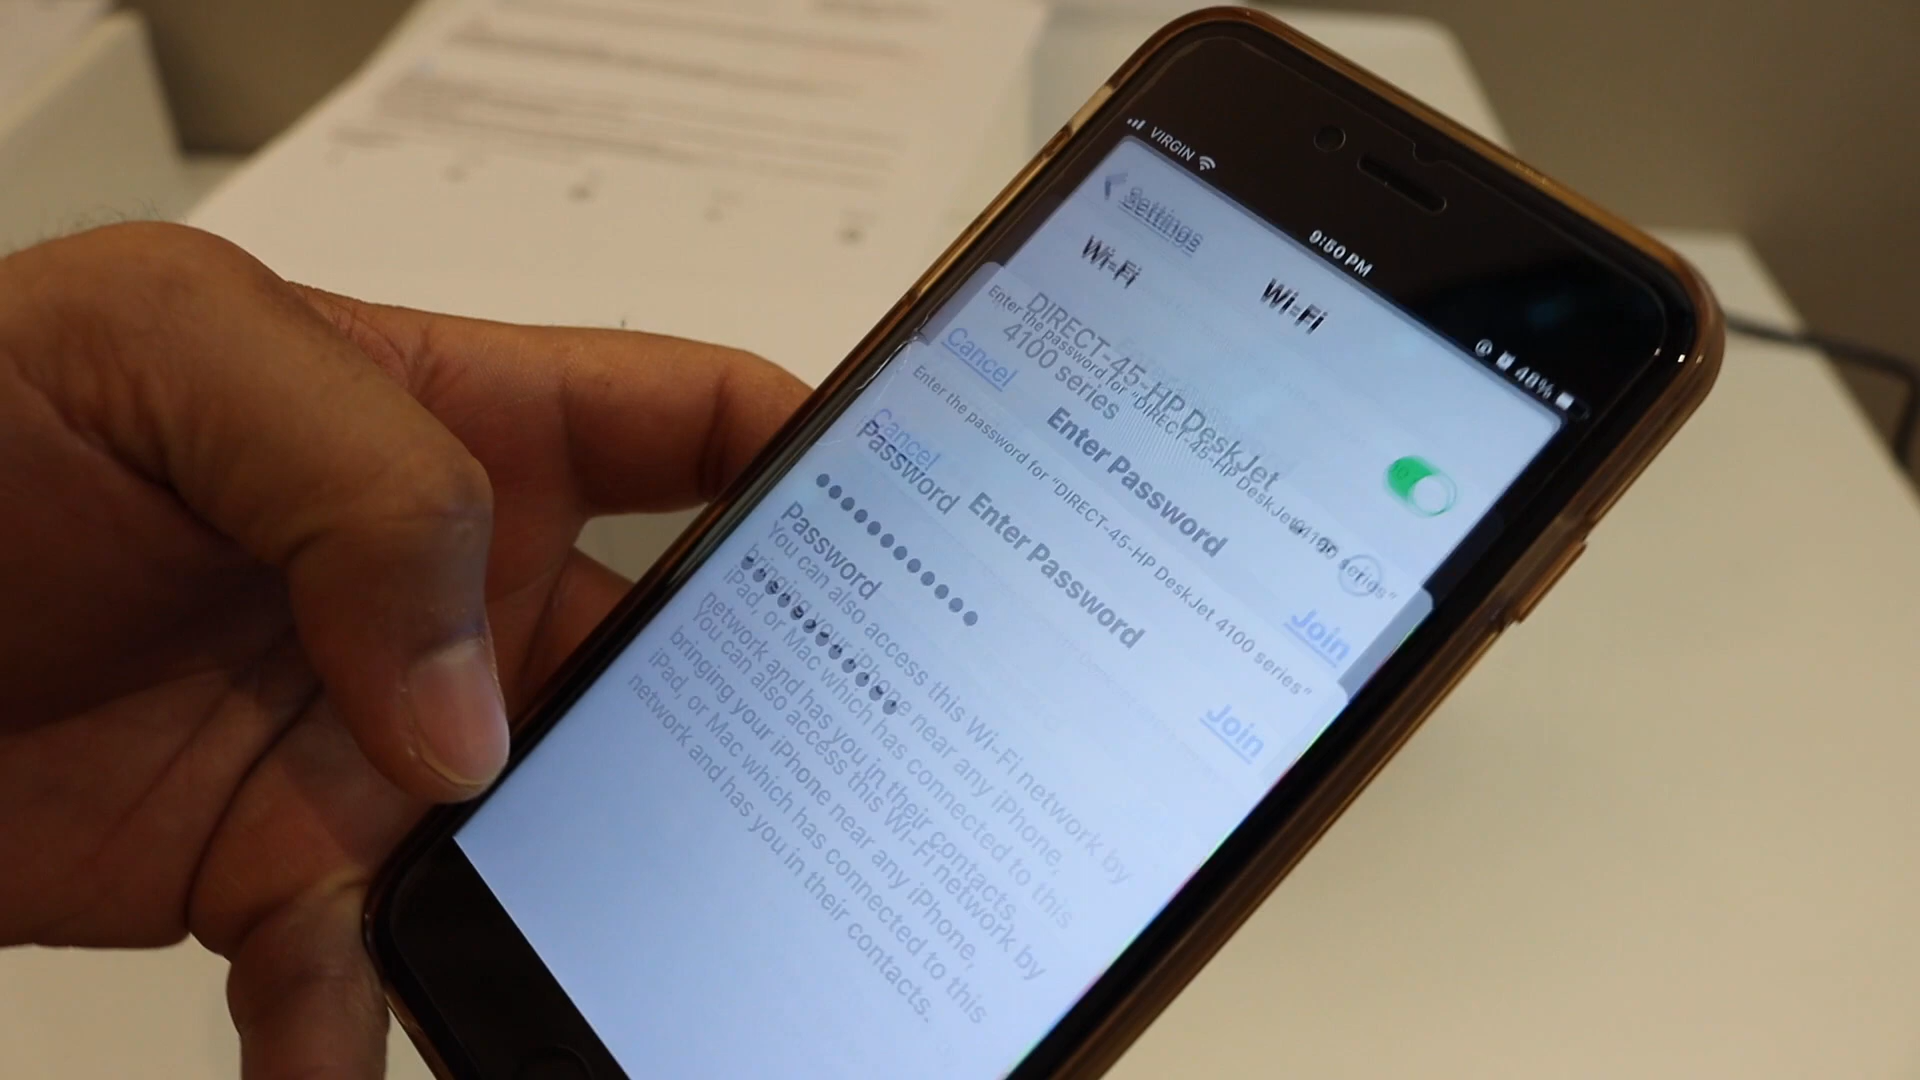 VIRGIN
9:50 PM
48%
Settings
Wi-Fi
Wi-Fi
DIRECT-45-HP DeskJet
4100 series
Enter the password for "DIRECT-45-HP DeskJet 4100 series"
Cancel
Enter Password
Join
Enter the password for "DIRECT-45-HP DeskJet 4100 series"
Cancel
Enter Password
Join
Password ●●●●●●●●●●●●
You can also access this Wi-Fi network by
bringing your iPhone near any iPhone,
iPad, or Mac which has connected to this
network and has you in their contacts.
Password ●●●●●●●●●●●●
You can also access this Wi-Fi network by
bringing your iPhone near any iPhone,
iPad, or Mac which has connected to this
network and has you in their contacts.